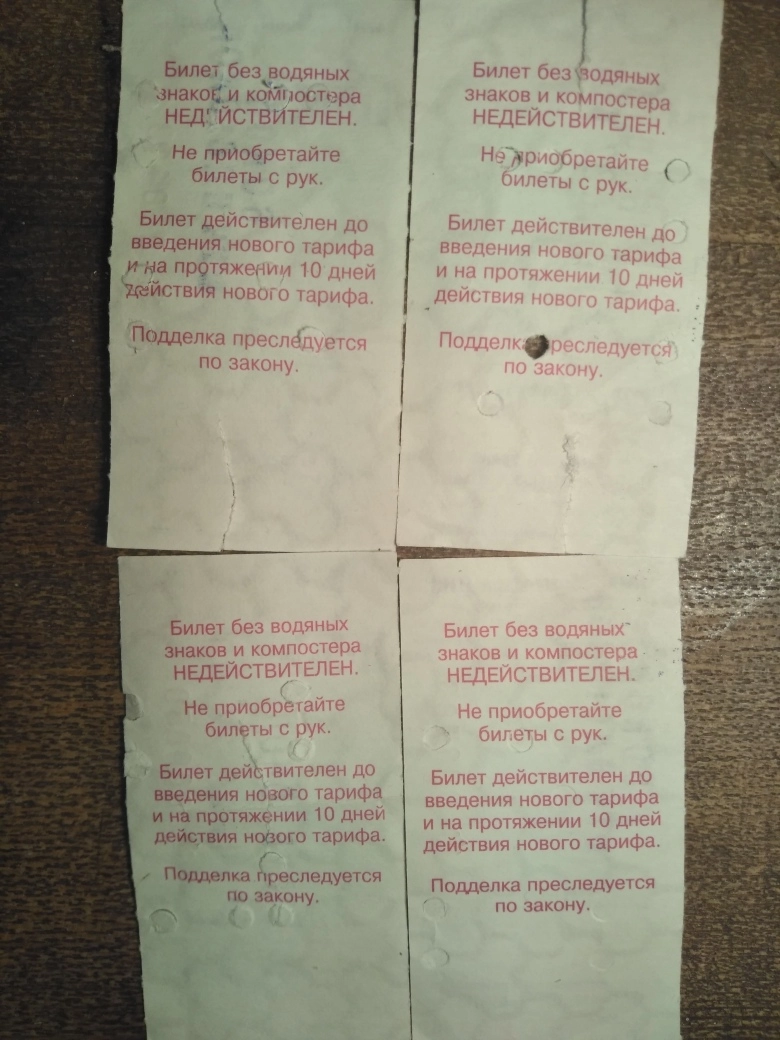 Билет без водяных
знаков и компостера
НЕДЕЙСТВИТЕЛЕН.
Не приобретайте
билеты с рук.
Билет действителен до
введения нового тарифа
и на протяжении 10 дней
действия нового тарифа.
Подделка преследуется
по закону.
Билет без водяных
знаков и компостера
НЕДЕЙСТВИТЕЛЕН.
Не приобретайте
билеты с рук.
Билет действителен до
введения нового тарифа
и на протяжении 10 дней
действия нового тарифа.
Подделка преследуется
по закону.
Билет без водяных
знаков и компостера
НЕДЕЙСТВИТЕЛЕН.
Не приобретайте
билеты с рук.
Билет действителен до
введения нового тарифа
и на протяжении 10 дней
действия нового тарифа.
Подделка преследуется
по закону.
Билет без водяных
знаков и компостера
НЕДЕЙСТВИТЕЛЕН.
Не приобретайте
билеты с рук.
Билет действителен до
введения нового тарифа
и на протяжении 10 дней
действия нового тарифа.
Подделка преследуется
по закону.